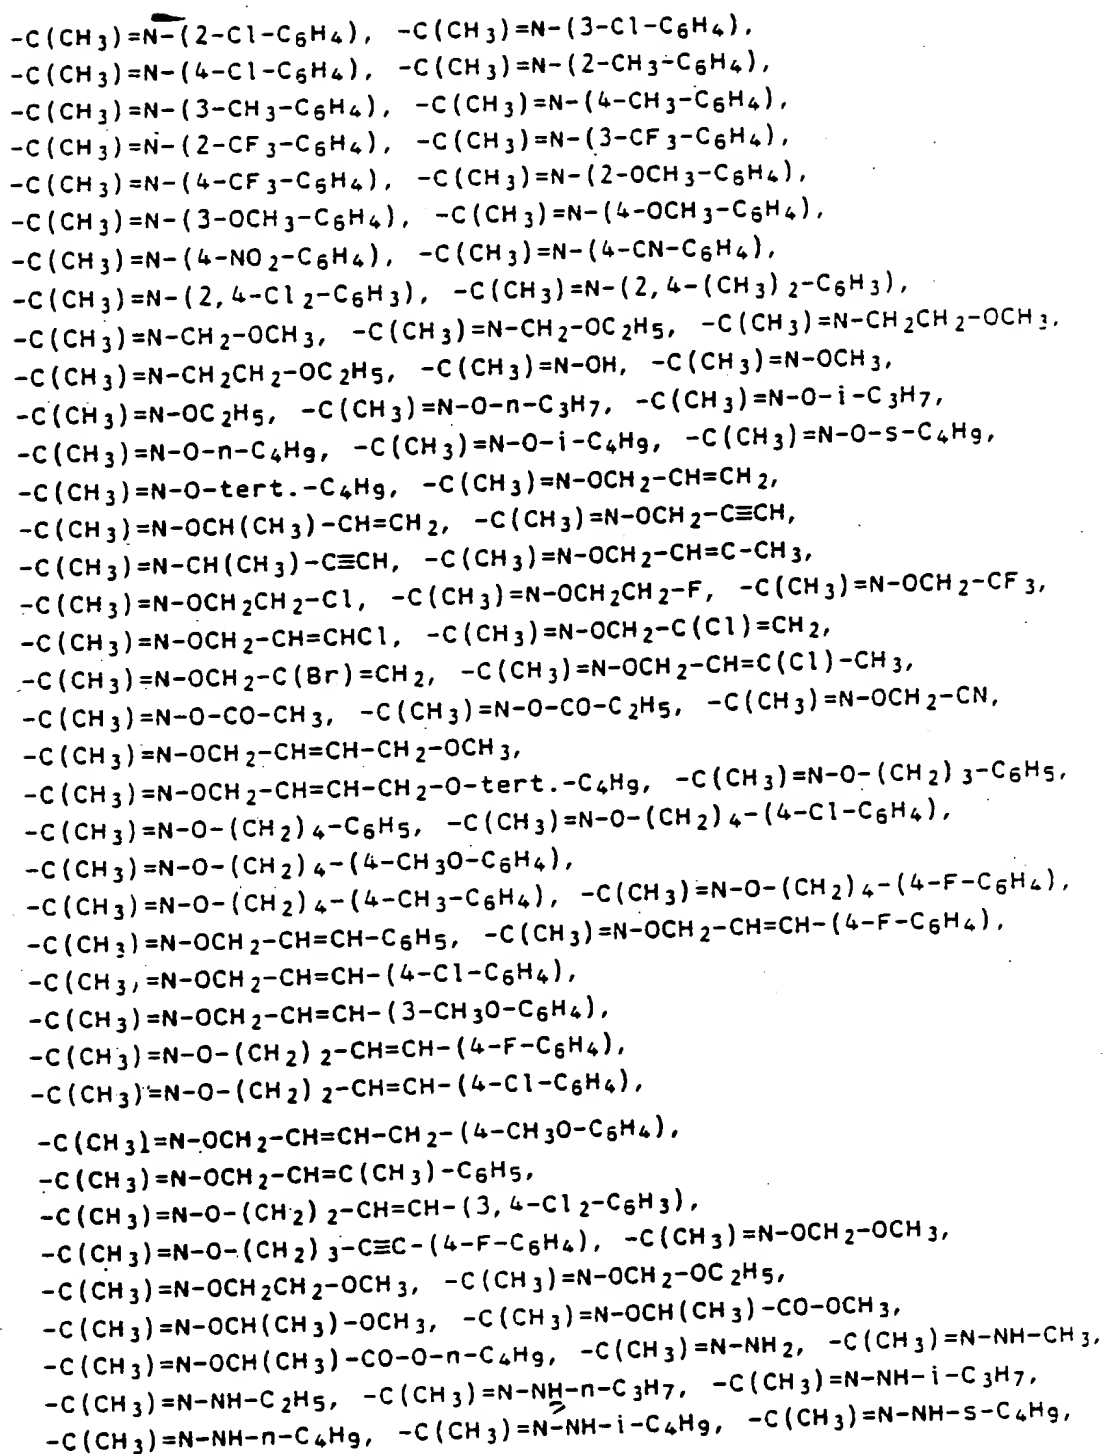 -C(CH3)=N-(2-Cl-C6H4), -C(CH3)=N-(3-Cl-C6H4),
-C(CH3)=N-(4-Cl-C6H4), -C(CH3)=N-(2-CH3-C6H4),
-C(CH3)=N-(3-CH3-C6H4), -C(CH3)=N-(4-CH3-C6H4),
-C(CH3)=N-(2-CF3-C6H4), -C(CH3)=N-(3-CF3-C6H4),
-C(CH3)=N-(4-CF3-C6H4), -C(CH3)=N-(2-OCH3-C6H4),
-C(CH3)=N-(3-OCH3-C6H4), -C(CH3)=N-(4-OCH3-C6H4),
-C(CH3)=N-(4-NO2-C6H4), -C(CH3)=N-(4-CN-C6H4),
-C(CH3)=N-(2,4-Cl2-C6H3), -C(CH3)=N-(2,4-(CH3)2-C6H3),
-C(CH3)=N-CH2-OCH3, -C(CH3)=N-CH2-OC2H5, -C(CH3)=N-CH2CH2-OCH3,
-C(CH3)=N-CH2CH2-OC2H5, -C(CH3)=N-OH, -C(CH3)=N-OCH3,
-C(CH3)=N-OC2H5, -C(CH3)=N-O-n-C3H7, -C(CH3)=N-O-i-C3H7,
-C(CH3)=N-O-n-C4H9, -C(CH3)=N-O-i-C4H9, -C(CH3)=N-O-s-C4H9,
-C(CH3)=N-O-tert.-C4H9, -C(CH3)=N-OCH2-CH=CH2,
-C(CH3)=N-OCH(CH3)-CH=CH2, -C(CH3)=N-OCH2-C≡CH,
-C(CH3)=N-CH(CH3)-C≡CH, -C(CH3)=N-OCH2-CH=C-CH3,
-C(CH3)=N-OCH2CH2-Cl, -C(CH3)=N-OCH2CH2-F, -C(CH3)=N-OCH2-CF3,
-C(CH3)=N-OCH2-CH=CHCl, -C(CH3)=N-OCH2-C(Cl)=CH2,
-C(CH3)=N-OCH2-C(Br)=CH2, -C(CH3)=N-OCH2-CH=C(Cl)-CH3,
-C(CH3)=N-O-CO-CH3, -C(CH3)=N-O-CO-C2H5, -C(CH3)=N-OCH2-CN,
-C(CH3)=N-OCH2-CH=CH-CH2-OCH3,
-C(CH3)=N-OCH2-CH=CH-CH2-O-tert.-C4H9, -C(CH3)=N-O-(CH2)3-C6H5,
-C(CH3)=N-O-(CH2)4-C6H5, -C(CH3)=N-O-(CH2)4-(4-Cl-C6H4),
-C(CH3)=N-O-(CH2)4-(4-CH3O-C6H4),
-C(CH3)=N-O-(CH2)4-(4-CH3-C6H4), -C(CH3)=N-O-(CH2)4-(4-F-C6H4),
-C(CH3)=N-OCH2-CH=CH-C6H5, -C(CH3)=N-OCH2-CH=CH-(4-F-C6H4),
-C(CH3)=N-OCH2-CH=CH-(4-Cl-C6H4),
-C(CH3)=N-OCH2-CH=CH-(3-CH3O-C6H4),
-C(CH3)=N-O-(CH2)2-CH=CH-(4-F-C6H4),
-C(CH3)=N-O-(CH2)2-CH=CH-(4-Cl-C6H4),
-C(CH3)=N-OCH2-CH=CH-CH2-(4-CH3O-C6H4),
-C(CH3)=N-OCH2-CH=C(CH3)-C6H5,
-C(CH3)=N-O-(CH2)2-CH=CH-(3,4-Cl2-C6H3),
-C(CH3)=N-O-(CH2)3-C≡C-(4-F-C6H4), -C(CH3)=N-OCH2-OCH3,
-C(CH3)=N-OCH2CH2-OCH3, -C(CH3)=N-OCH2-OC2H5,
-C(CH3)=N-OCH(CH3)-OCH3, -C(CH3)=N-OCH(CH3)-CO-OCH3,
-C(CH3)=N-OCH(CH3)-CO-O-n-C4H9, -C(CH3)=N-NH2, -C(CH3)=N-NH-CH3,
-C(CH3)=N-NH-C2H5, -C(CH3)=N-NH-n-C3H7, -C(CH3)=N-NH-i-C3H7,
-C(CH3)=N-NH-n-C4H9, -C(CH3)=N-NH-i-C4H9, -C(CH3)=N-NH-s-C4H9,